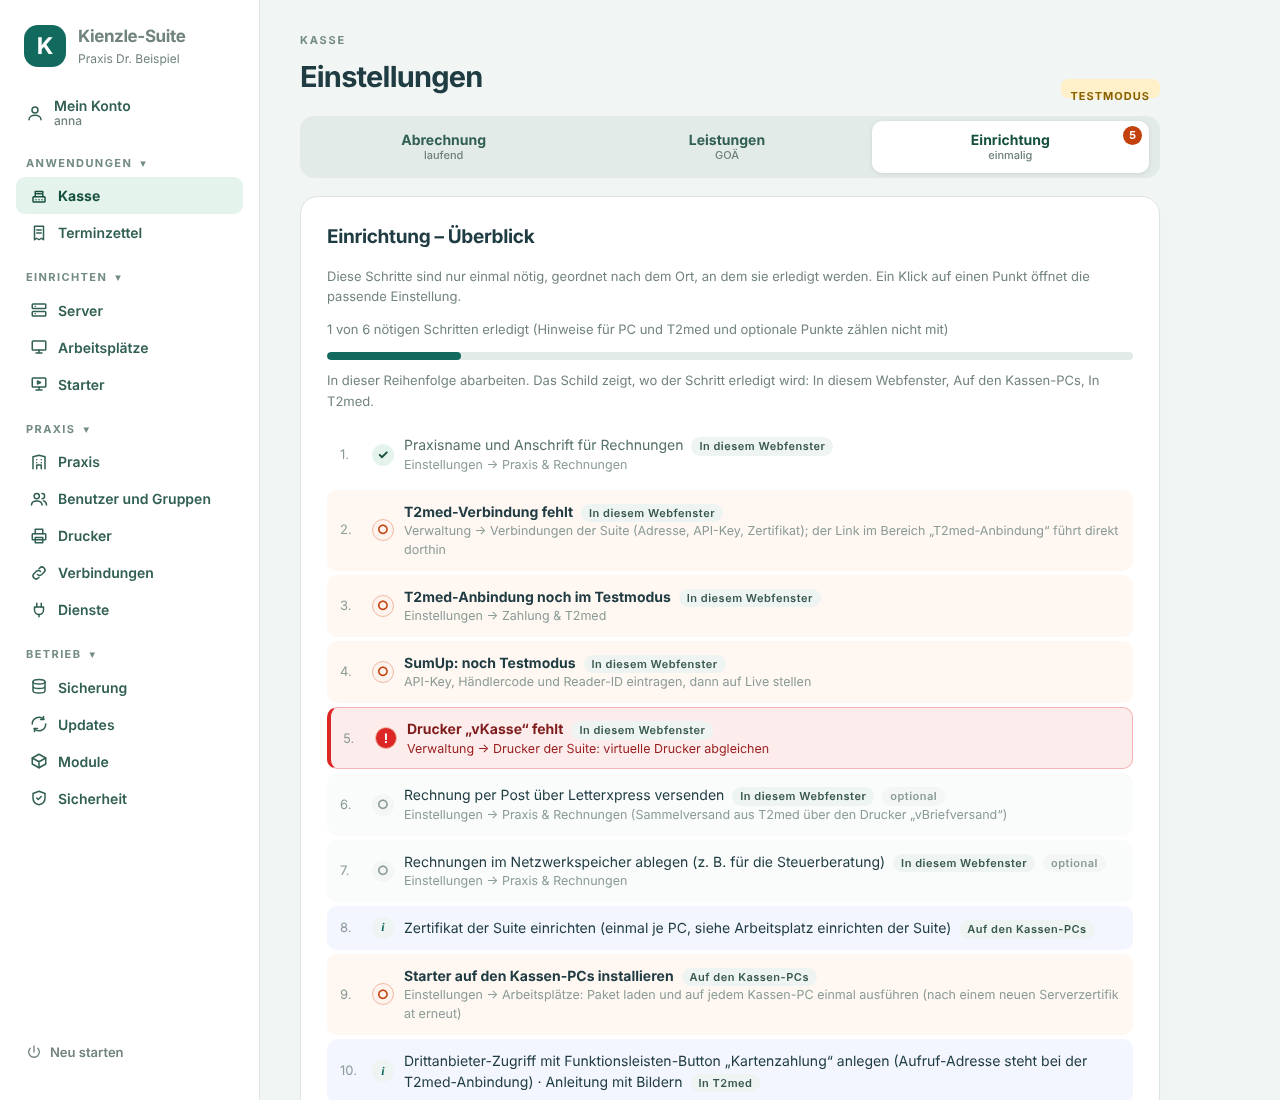 K
Kienzle-Suite
Praxis Dr. Beispiel
Mein Konto
anna
ANWENDUNGEN ▾
Kasse
Terminzettel
EINRICHTEN ▾
Server
Arbeitsplätze
Starter
PRAXIS ▾
Praxis
Benutzer und Gruppen
Drucker
Verbindungen
Dienste
BETRIEB ▾
Sicherung
Updates
Module
Sicherheit
Neu starten
KASSE
Einstellungen
TESTMODUS
Abrechnung
laufend
Leistungen
GOÄ
Einrichtung
einmalig
5
Einrichtung – Überblick
Diese Schritte sind nur einmal nötig, geordnet nach dem Ort, an dem sie erledigt werden. Ein Klick auf einen Punkt öffnet die
passende Einstellung.
1 von 6 nötigen Schritten erledigt (Hinweise für PC und T2med und optionale Punkte zählen nicht mit)
In dieser Reihenfolge abarbeiten. Das Schild zeigt, wo der Schritt erledigt wird: In diesem Webfenster, Auf den Kassen-PCs, In
T2med.
1. Praxisname und Anschrift für Rechnungen In diesem Webfenster
Einstellungen → Praxis & Rechnungen
2. T2med-Verbindung fehlt In diesem Webfenster
Verwaltung → Verbindungen der Suite (Adresse, API-Key, Zertifikat); der Link im Bereich „T2med-Anbindung“ führt direkt
dorthin
3. T2med-Anbindung noch im Testmodus In diesem Webfenster
Einstellungen → Zahlung & T2med
4. SumUp: noch Testmodus In diesem Webfenster
API-Key, Händlercode und Reader-ID eintragen, dann auf Live stellen
5. ! Drucker „vKasse“ fehlt In diesem Webfenster
Verwaltung → Drucker der Suite: virtuelle Drucker abgleichen
6. Rechnung per Post über Letterxpress versenden In diesem Webfenster optional
Einstellungen → Praxis & Rechnungen (Sammelversand aus T2med über den Drucker „vBriefversand“)
7. Rechnungen im Netzwerkspeicher ablegen (z. B. für die Steuerberatung) In diesem Webfenster optional
Einstellungen → Praxis & Rechnungen
8. i Zertifikat der Suite einrichten (einmal je PC, siehe Arbeitsplatz einrichten der Suite) Auf den Kassen-PCs
9. Starter auf den Kassen-PCs installieren Auf den Kassen-PCs
Einstellungen → Arbeitsplätze: Paket laden und auf jedem Kassen-PC einmal ausführen (nach einem neuen Serverzertifik
at erneut)
10. i Drittanbieter-Zugriff mit Funktionsleisten-Button „Kartenzahlung“ anlegen (Aufruf-Adresse steht bei der
T2med-Anbindung) · Anleitung mit Bildern In T2med